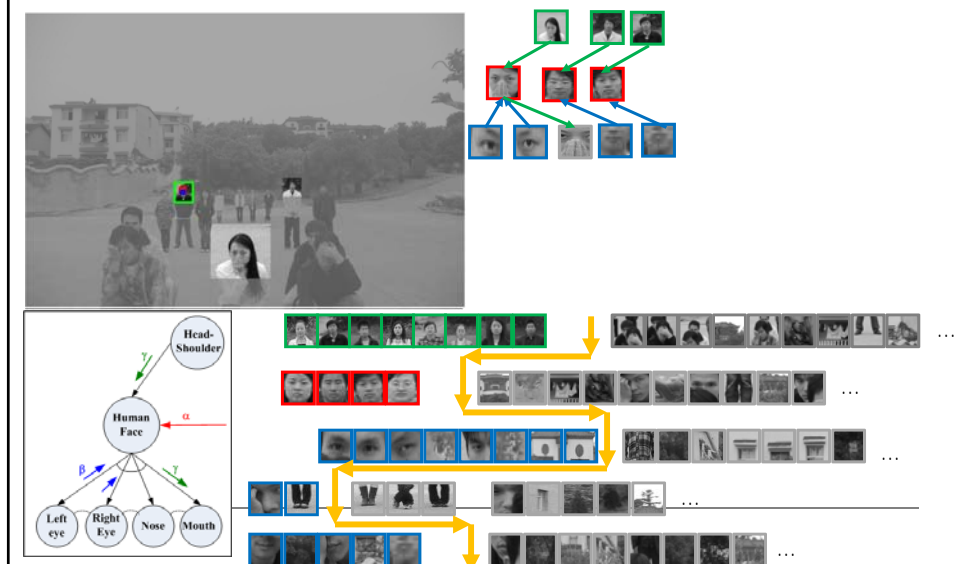 Head-
Shoulder
γ
Human
Face
α
β
γ
Left
eye
Right
Eye
Nose
Mouth
...
...
...
...
...